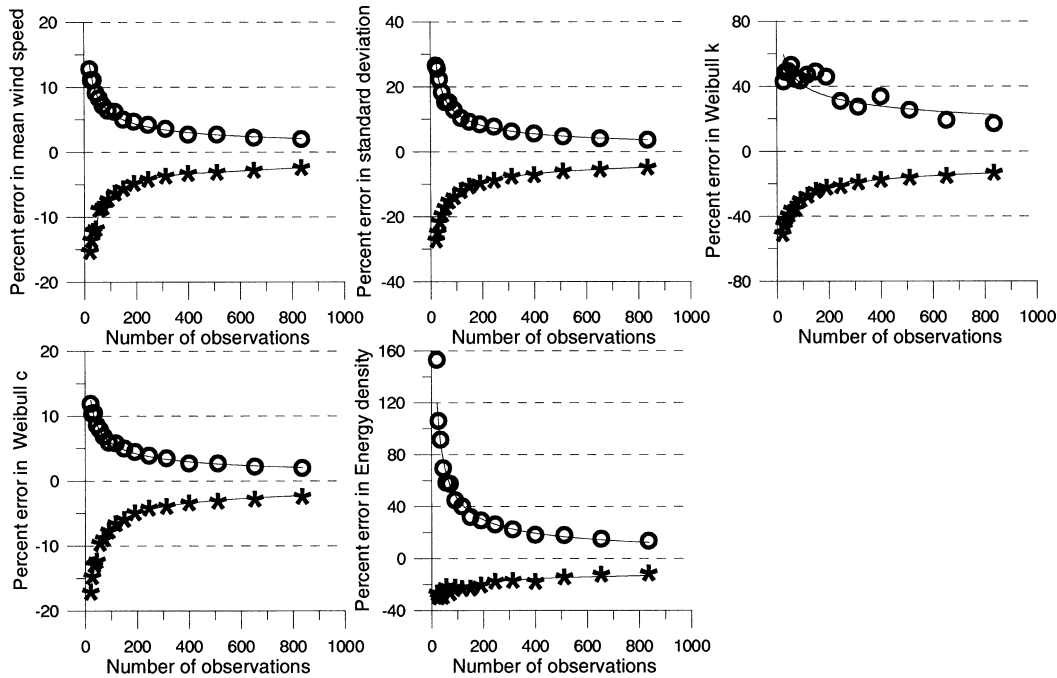 Percent error in mean wind speed
20
10
0
-10
-20
0 200 400 600 800 1000
Number of observations
Percent error in standard deviation
40
20
0
-20
-40
0 200 400 600 800 1000
Number of observations
Percent error in Weibull k
80
40
0
-40
-80
0 200 400 600 800 1000
Number of observations
Percent error in Weibull c
20
10
0
-10
-20
0 200 400 600 800 1000
Number of observations
Percent error in Energy density
160
120
80
40
0
-40
0 200 400 600 800 1000
Number of observations